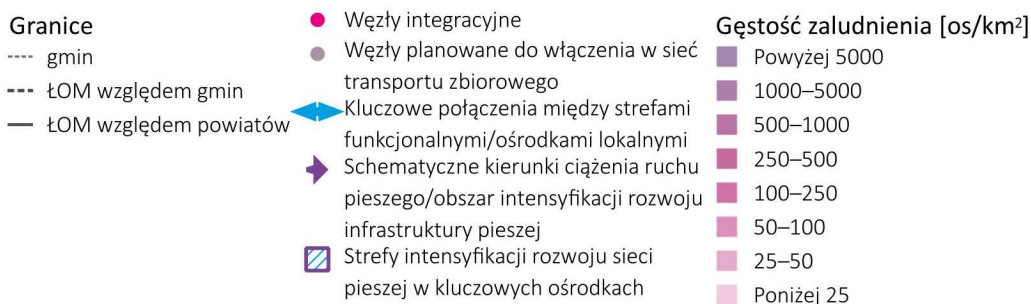 Granice
gmin
ŁOM względem gmin
ŁOM względem powiatów
Węzły integracyjne
Węzły planowane do włączenia w sieć
transportu zbiorowego
Kluczowe połączenia między strefami
funkcjonalnymi/ośrodkami lokalnymi
Schematyczne kierunki ciążenia ruchu
pieszego/obszar intensyfikacji rozwoju
infrastruktury pieszej
Strefy intensyfikacji rozwoju sieci
pieszej w kluczowych ośrodkach
Gęstość zaludnienia [os/km²]
Powyżej 5000
1000–5000
500–1000
250–500
100–250
50–100
25–50
Poniżej 25